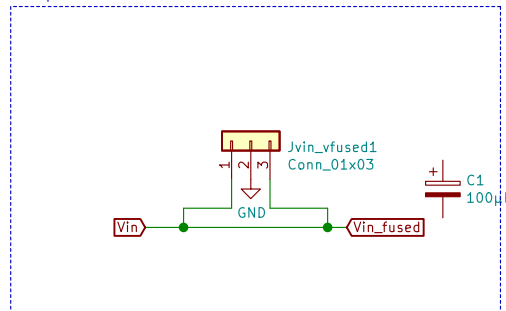 Jvin_vfused1
Conn_01x03
1
2
3
GND
Vin
Vin_fused
+
C1
100µ